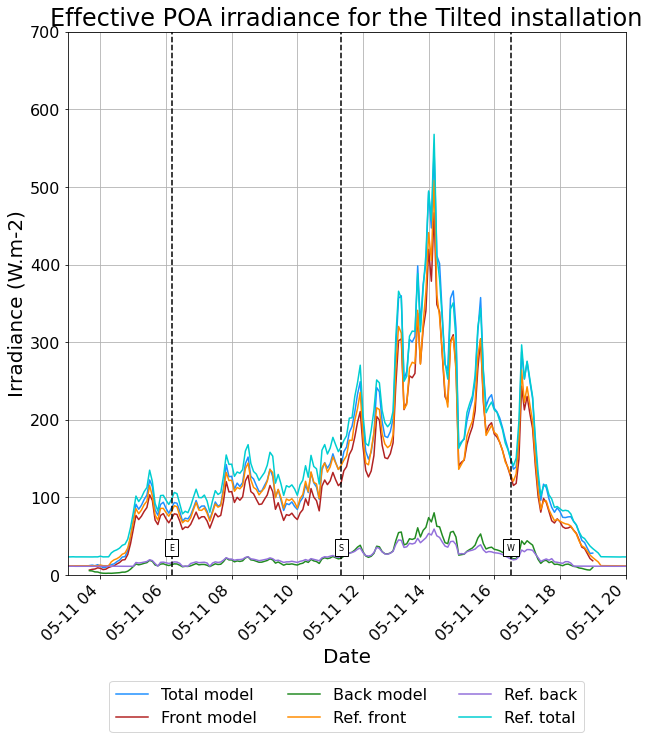 Effective POA irradiance for the Tilted installation
700
600
500
400
300
200
100
0
Irradiance (W.m-2)
E
S
W
05-11 04
05-11 06
05-11 08
05-11 10
05-11 12
05-11 14
05-11 16
05-11 18
05-11 20
Date
Total model
Front model
Back model
Ref. front
Ref. back
Ref. total